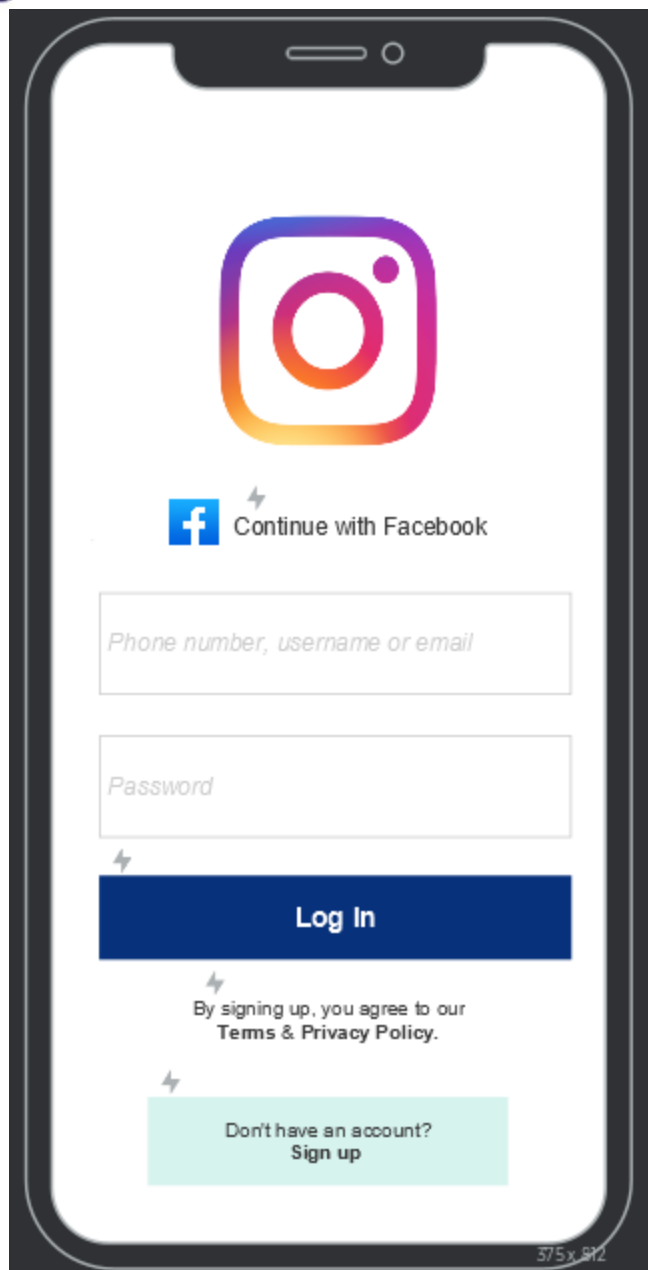 Continue with Facebook
Phone number, username or email
Password
Log In
By signing up, you agree to our
Terms & Privacy Policy.
Don't have an account?
Sign up
375 x 812